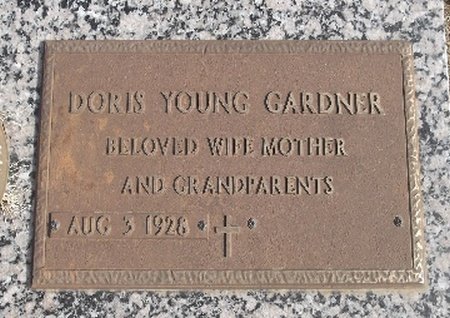 DORIS YOUNG GARDNER
BELOVED WIFE MOTHER
AND GRANDPARENTS
AUG 3 1928